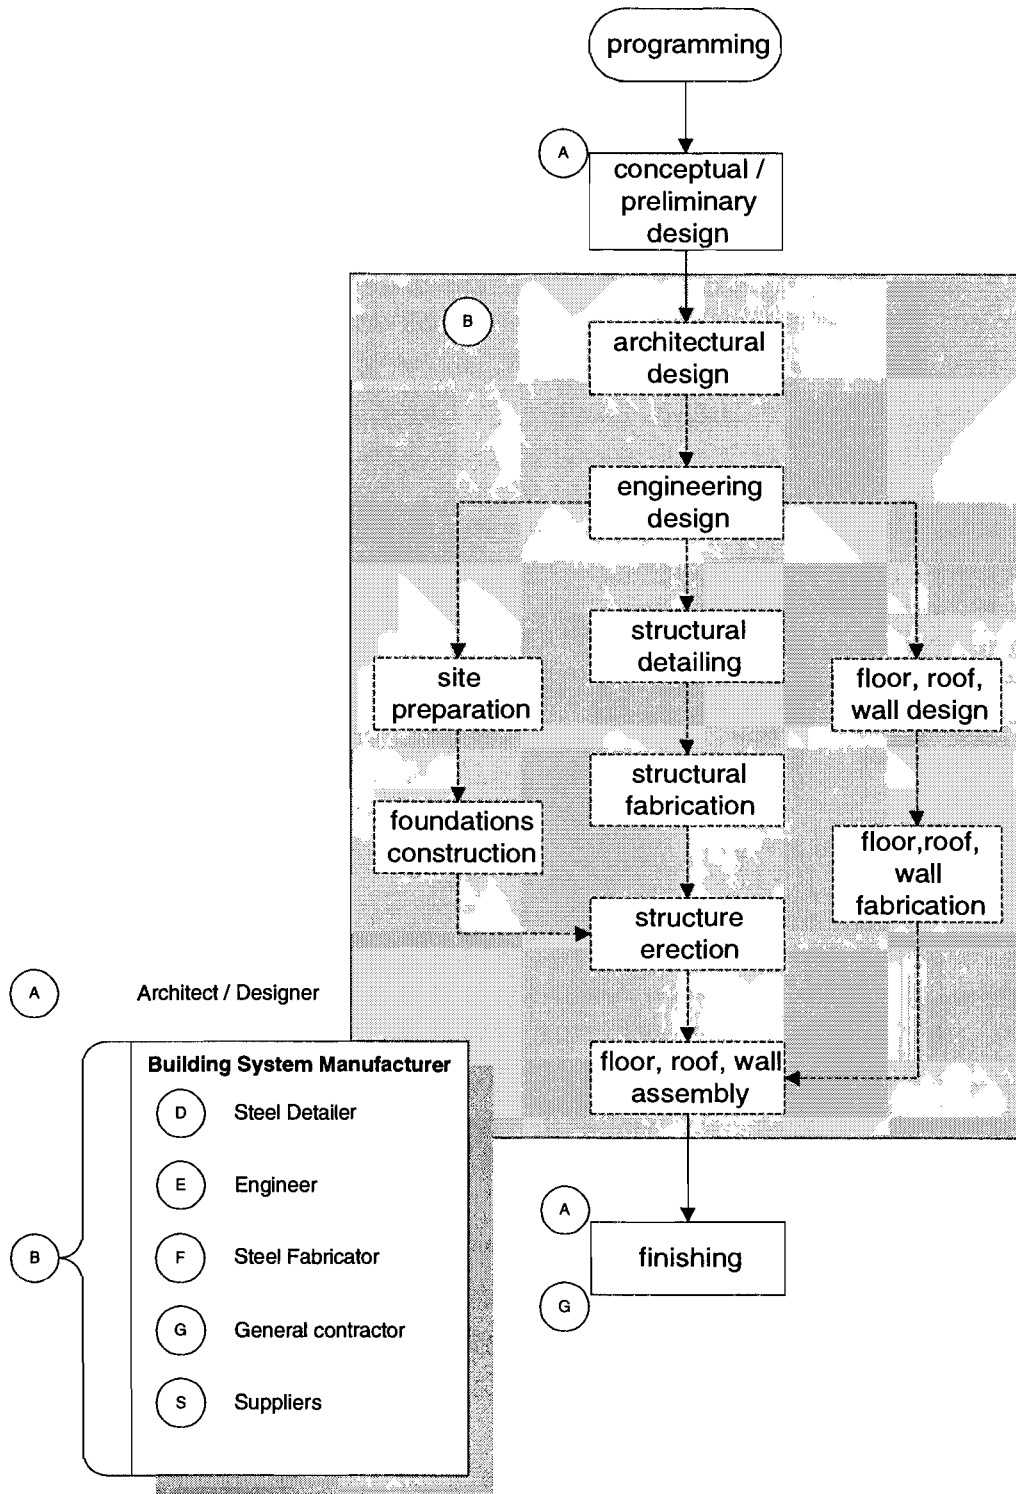 programming
A
conceptual /
preliminary
design
B
architectural
design
engineering
design
structural
detailing
site
preparation
floor, roof,
wall design
structural
fabrication
foundations
construction
floor,roof,
wall
fabrication
structure
erection
A
Architect / Designer
floor, roof, wall
assembly
Building System Manufacturer
D
Steel Detailer
E
Engineer
B
F
Steel Fabricator
G
General contractor
S
Suppliers
A
finishing
G